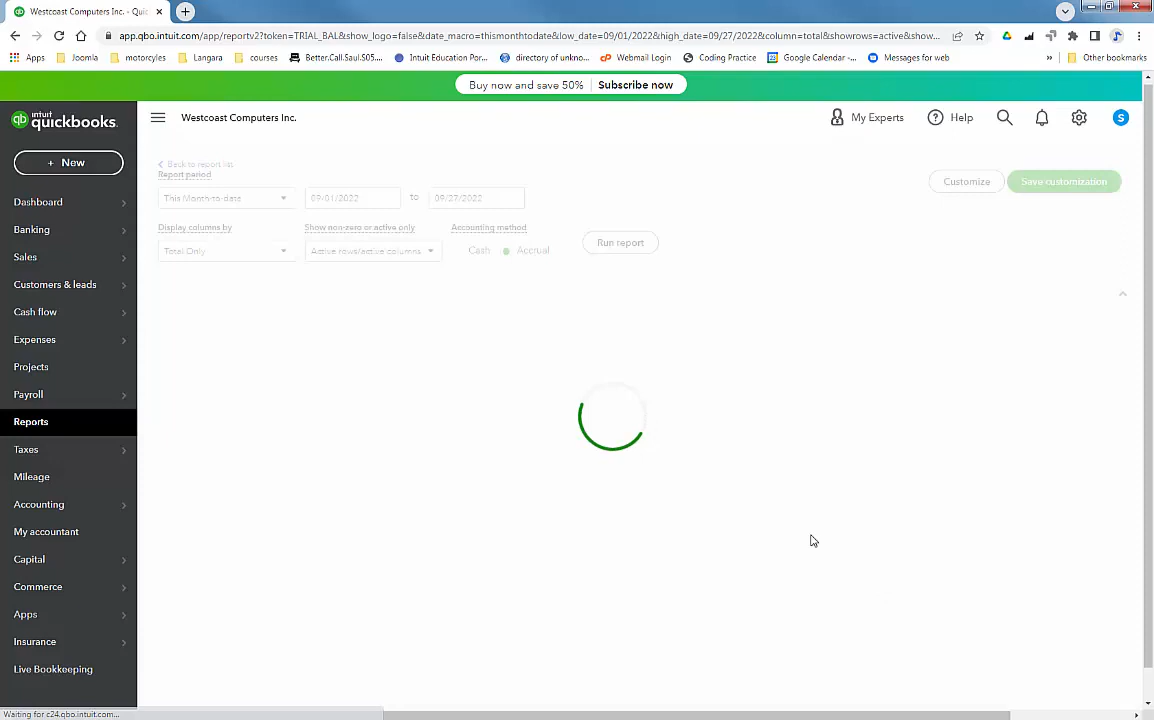 Westcoast Computers Inc. - Quic
app.qbo.intuit.com/app/reportv2?token=TRIAL_BAL&show_logo=false&date_macro=thismonthtodate&low_date=09/01/2022&high_date=09/27/2022&column=total&showrows=active&show...
Apps Joomla motorcyles Langara courses Better.Call.Saul.S05.... Intuit Education Por... directory of unkno... Webmail Login Coding Practice Google Calendar -... Messages for web » Other bookmarks
Buy now and save 50% Subscribe now
intuit quickbooks.
Westcoast Computers Inc.
My Experts Help S
+ New
Back to report list
Report period
This Month-to-date 09/01/2022 to 09/27/2022
Customize Save customization
Display columns by Show non-zero or active only Accounting method
Total Only Active rows/active columns Cash Accrual Run report
Dashboard
Banking
Sales
Customers & leads
Cash flow
Expenses
Projects
Payroll
Reports
Taxes
Mileage
Accounting
My accountant
Capital
Commerce
Apps
Insurance
Live Bookkeeping
Waiting for c24.qbo.intuit.com...